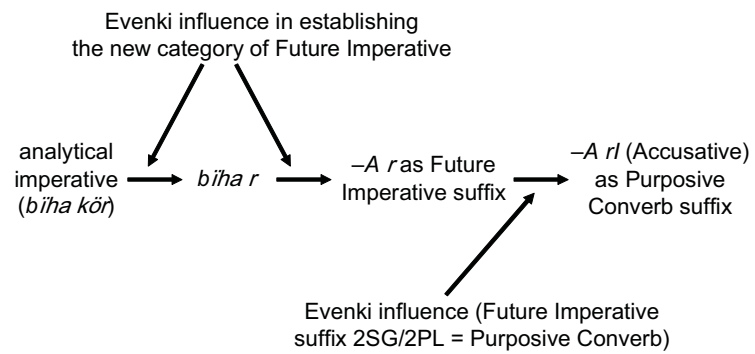 Evenki influence in establishing
the new category of Future Imperative
analytical
imperative
(bïha kör)
bïha r
–A r as Future
Imperative suffix
–A rI (Accusative)
as Purposive
Converb suffix
Evenki influence (Future Imperative
suffix 2SG/2PL = Purposive Converb)